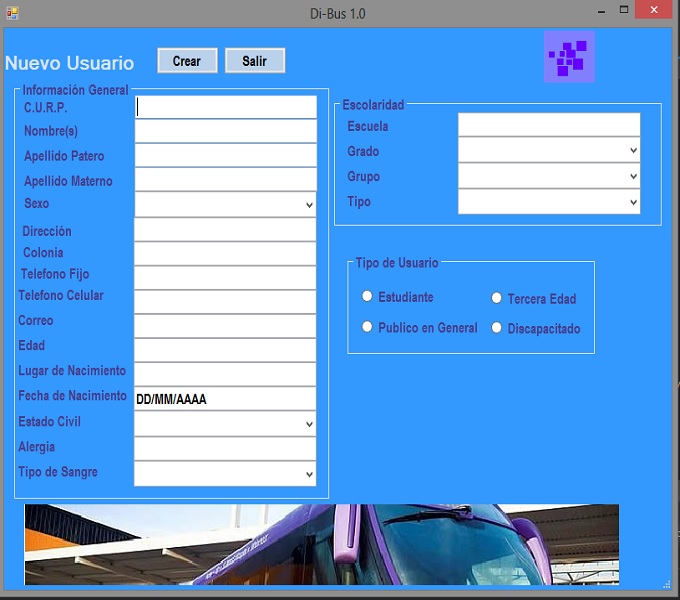 Di-Bus 1.0
Nuevo Usuario
Crear
Salir
Información General
C.U.R.P.
Nombre(s)
Apellido Patero
Apellido Materno
Sexo
Dirección
Colonia
Telefono Fijo
Telefono Celular
Correo
Edad
Lugar de Nacimiento
Fecha de Nacimiento DD/MM/AAAA
Estado Civil
Alergia
Tipo de Sangre
Escolaridad
Escuela
Grado
Grupo
Tipo
Tipo de Usuario
Estudiante
Tercera Edad
Publico en General
Discapacitado